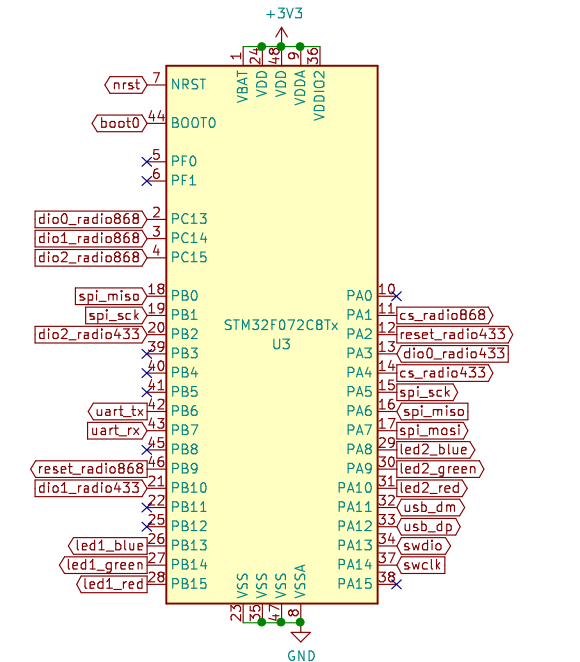 +3V3
1 24 48 9 36
VBAT VDD VDD VDDA VDDIO2
nrst 7 NRST
boot0 44 BOOT0
5 PF0
6 PF1
dio0_radio868 2 PC13
dio1_radio868 3 PC14
dio2_radio868 4 PC15
spi_miso 18 PB0 PA0 10
spi_sck 19 PB1 PA1 11 cs_radio868
dio2_radio433 20 PB2 STM32F072C8Tx PA2 12 reset_radio433
39 PB3 U3 PA3 13 dio0_radio433
40 PB4 PA4 14 cs_radio433
41 PB5 PA5 15 spi_sck
uart_tx 42 PB6 PA6 16 spi_miso
uart_rx 43 PB7 PA7 17 spi_mosi
45 PB8 PA8 29 led2_blue
reset_radio868 46 PB9 PA9 30 led2_green
dio1_radio433 21 PB10 PA10 31 led2_red
22 PB11 PA11 32 usb_dm
25 PB12 PA12 33 usb_dp
led1_blue 26 PB13 PA13 34 swdio
led1_green 27 PB14 PA14 37 swclk
led1_red 28 PB15 PA15 38
VSS VSS VSS VSSA
23 35 47 8
GND